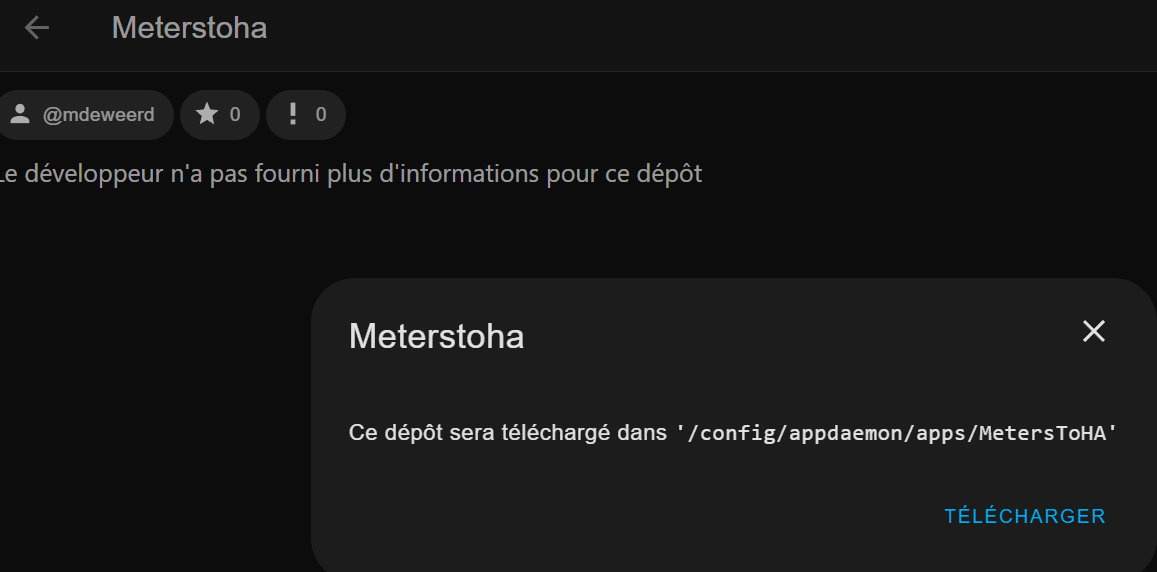 Meterstoha
@mdeweerd 0 0
Le développeur n'a pas fourni plus d'informations pour ce dépôt
Meterstoha
Ce dépôt sera téléchargé dans '/config/appdaemon/apps/MetersToHA'
TÉLÉCHARGER